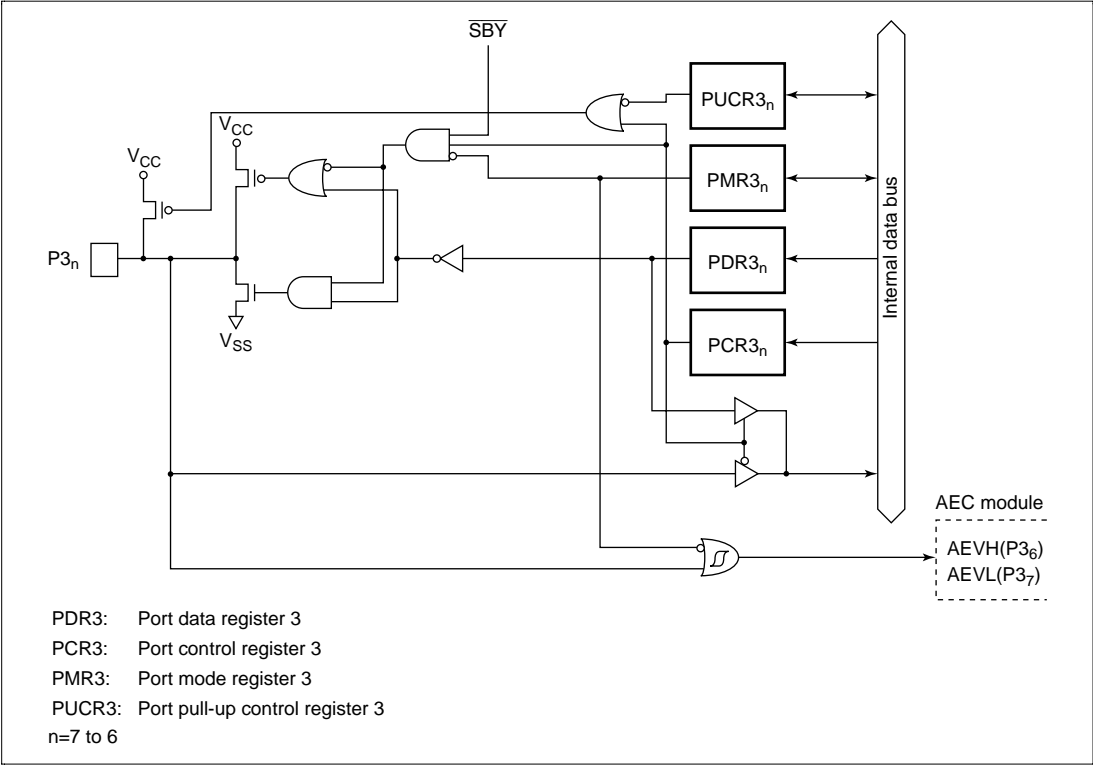 SBY
PUCR3n
VCC
VCC
PMR3n
P3n
PDR3n
Internal data bus
VSS
PCR3n
AEC module
AEVH(P36)
AEVL(P37)
PDR3: Port data register 3
PCR3: Port control register 3
PMR3: Port mode register 3
PUCR3: Port pull-up control register 3
n=7 to 6